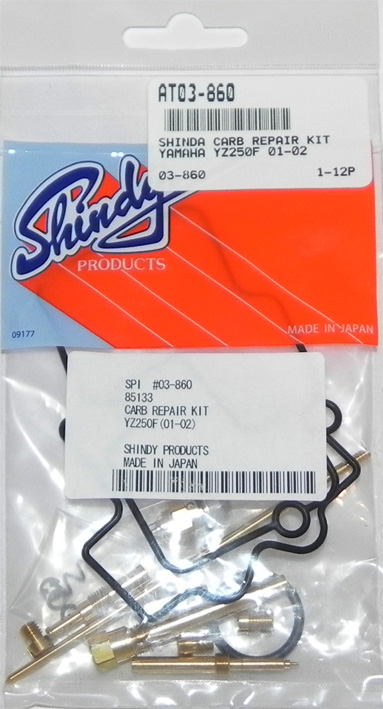 AT03-860
SHINDA CARB REPAIR KIT
YAMAHA YZ250F 01-02
03-860 1-12P
Shindy
PRODUCTS
09177
MADE IN JAPAN
SPI #03-860
85133
CARB REPAIR KIT
YZ250F(01-02)
SHINDY PRODUCTS
MADE IN JAPAN